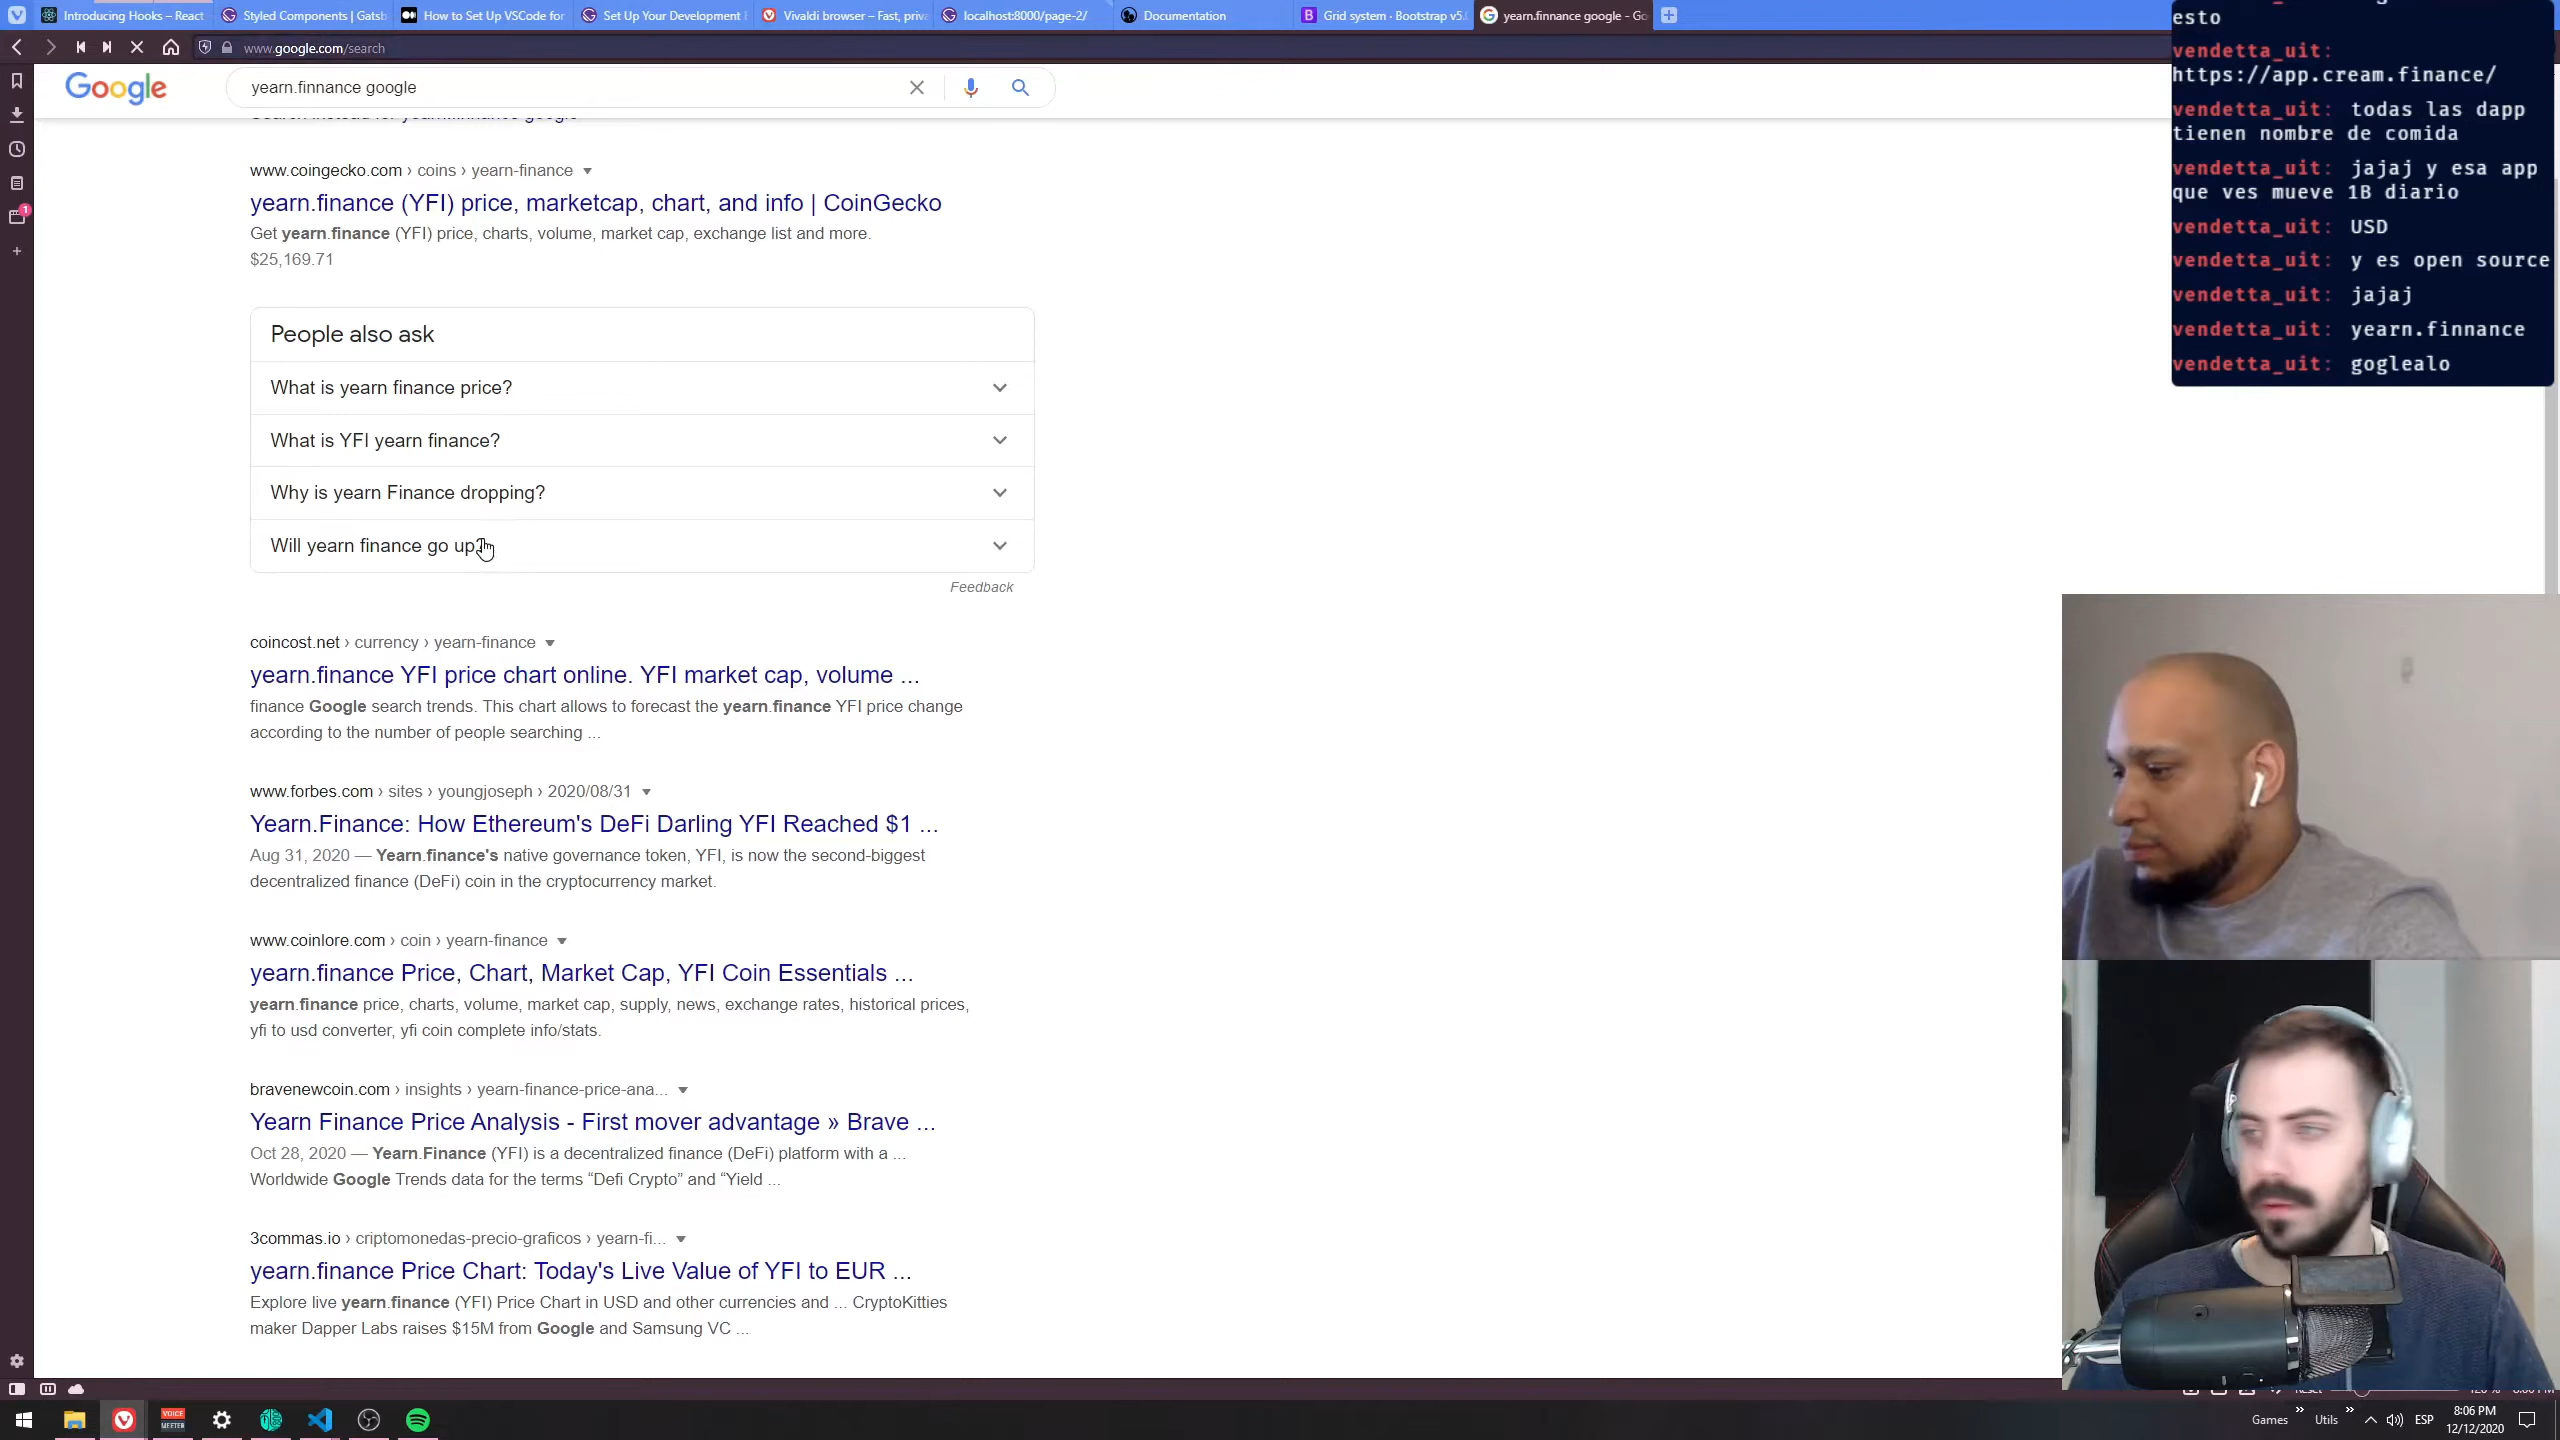 Introducing Hooks – React
Styled Components | Gatsb
How to Set Up VSCode for
Set Up Your Development
Vivaldi browser – Fast, priv
localhost:8000/page-2/
Documentation
Grid system · Bootstrap v5.
yearn.finnance google - Go
www.google.com/search
Google
yearn.finnance google
www.coingecko.com › coins › yearn-finance
yearn.finance (YFI) price, marketcap, chart, and info | CoinGecko
Get yearn.finance (YFI) price, charts, volume, market cap, exchange list and more.
$25,169.71
People also ask
What is yearn finance price?
What is YFI yearn finance?
Why is yearn Finance dropping?
Will yearn finance go up?
Feedback
coincost.net › currency › yearn-finance
yearn.finance YFI price chart online. YFI market cap, volume ...
finance Google search trends. This chart allows to forecast the yearn.finance YFI price change
according to the number of people searching ...
www.forbes.com › sites › youngjoseph › 2020/08/31
Yearn.Finance: How Ethereum's DeFi Darling YFI Reached $1 ...
Aug 31, 2020 — Yearn.finance's native governance token, YFI, is now the second-biggest
decentralized finance (DeFi) coin in the cryptocurrency market.
www.coinlore.com › coin › yearn-finance
yearn.finance Price, Chart, Market Cap, YFI Coin Essentials ...
yearn.finance price, charts, volume, market cap, supply, news, exchange rates, historical prices,
yfi to usd converter, yfi coin complete info/stats.
bravenewcoin.com › insights › yearn-finance-price-ana...
Yearn Finance Price Analysis - First mover advantage » Brave ...
Oct 28, 2020 — Yearn.Finance (YFI) is a decentralized finance (DeFi) platform with a ...
Worldwide Google Trends data for the terms “Defi Crypto” and “Yield ...
3commas.io › criptomonedas-precio-graficos › yearn-fi...
yearn.finance Price Chart: Today's Live Value of YFI to EUR ...
Explore live yearn.finance (YFI) Price Chart in USD and other currencies and ... CryptoKitties
maker Dapper Labs raises $15M from Google and Samsung VC ...
esto
vendetta_uit:
https://app.cream.finance/
vendetta_uit: todas las dapp
tienen nombre de comida
vendetta_uit: jajaj y esa app
que ves mueve 1B diario
vendetta_uit: USD
vendetta_uit: y es open source
vendetta_uit: jajaj
vendetta_uit: yearn.finnance
vendetta_uit: goglealo
VOICE
MEETER
Games
Utils
ESP
8:06 PM
12/12/2020